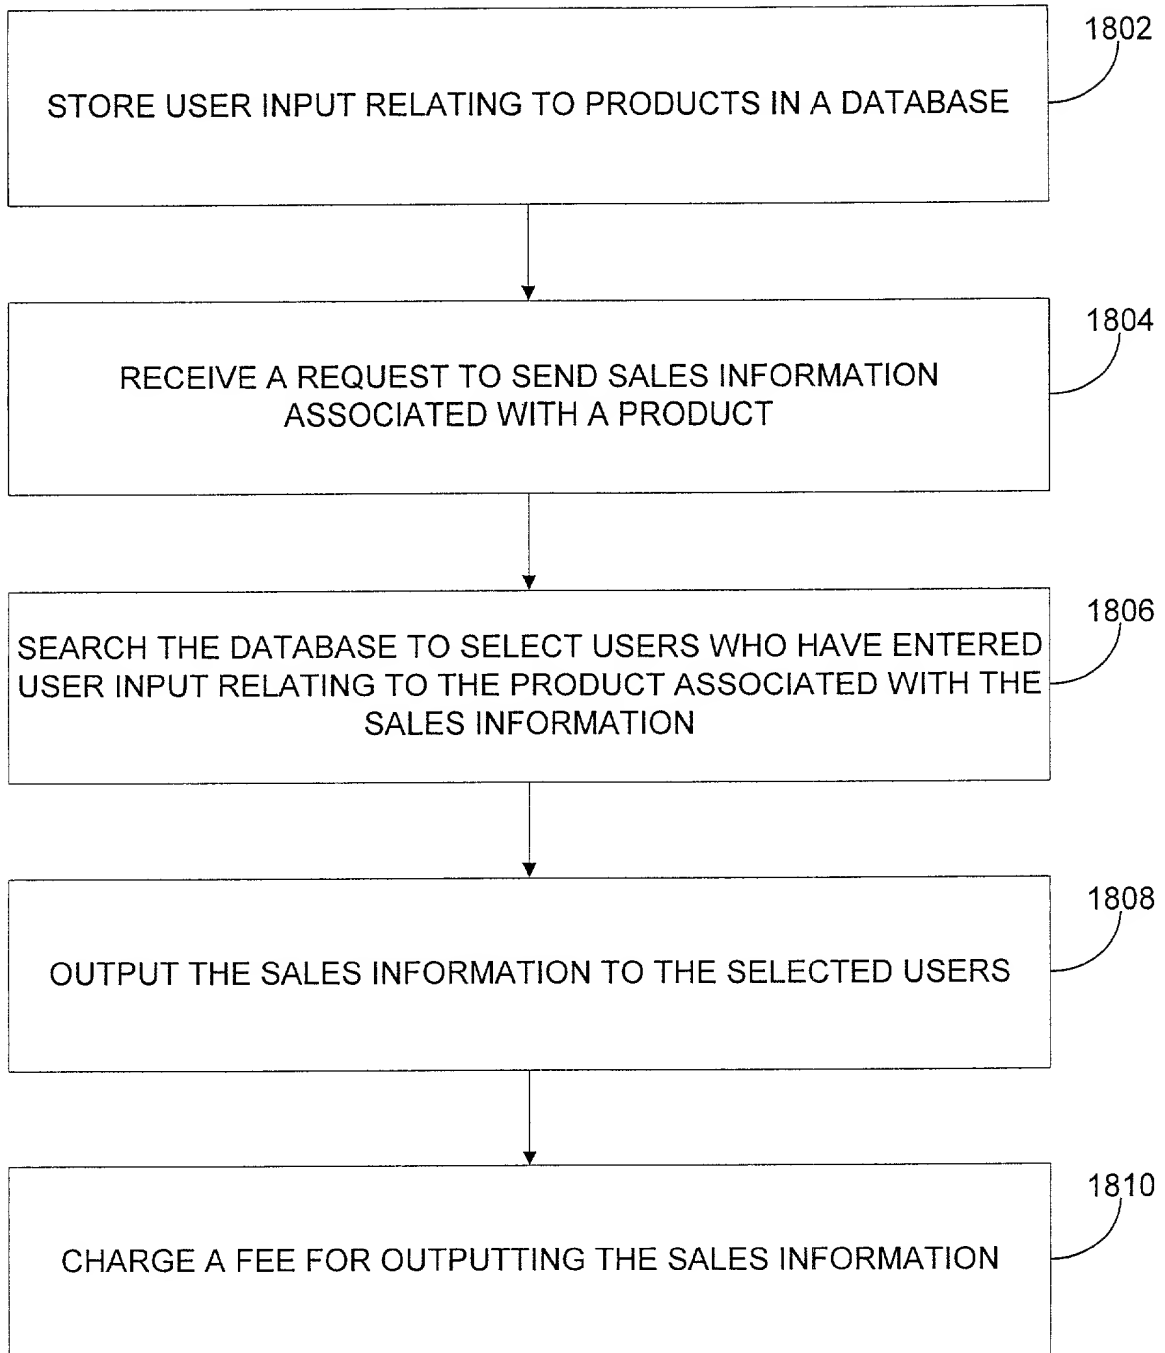 1802
STORE USER INPUT RELATING TO PRODUCTS IN A DATABASE
1804
RECEIVE A REQUEST TO SEND SALES INFORMATION
ASSOCIATED WITH A PRODUCT
1806
SEARCH THE DATABASE TO SELECT USERS WHO HAVE ENTERED
USER INPUT RELATING TO THE PRODUCT ASSOCIATED WITH THE
SALES INFORMATION
1808
OUTPUT THE SALES INFORMATION TO THE SELECTED USERS
1810
CHARGE A FEE FOR OUTPUTTING THE SALES INFORMATION